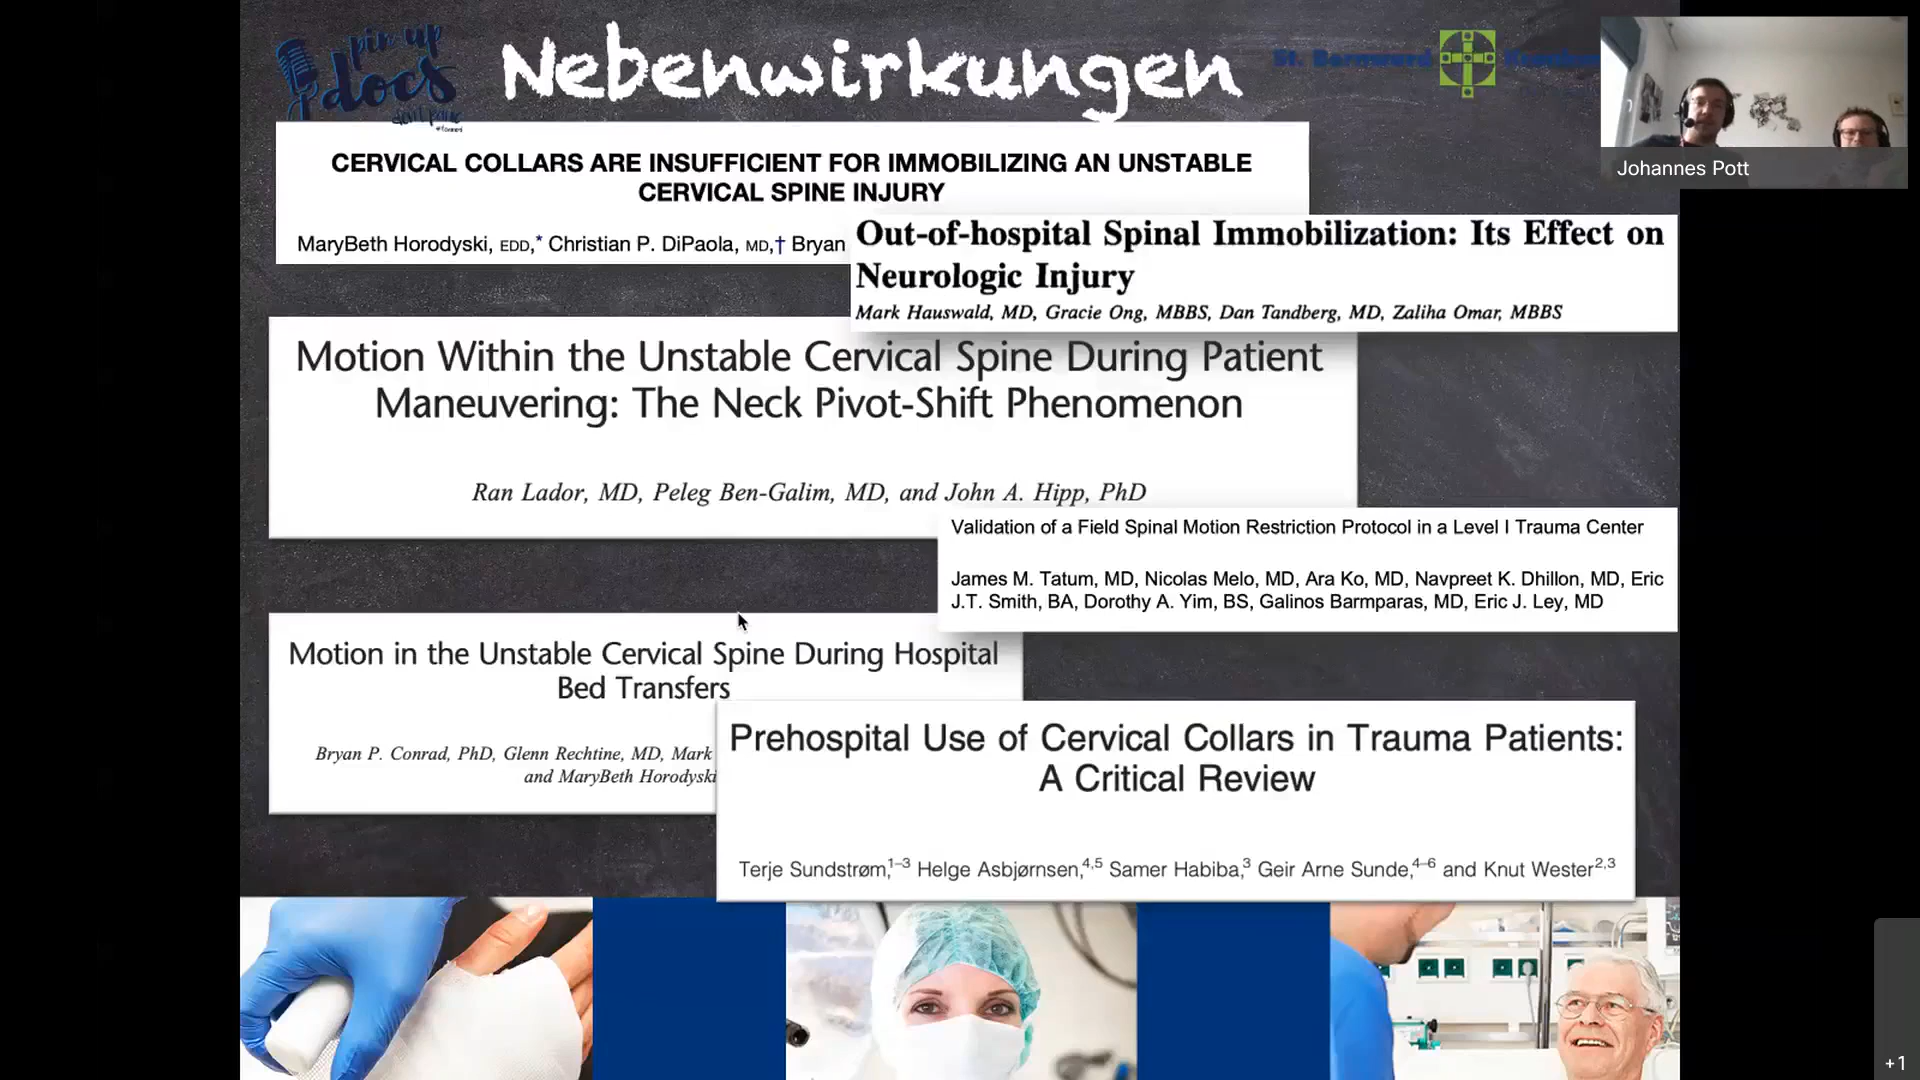 pin-up
docs
don't panic
Nebenwirkungen
St. Bernward
Johannes Pott
CERVICAL COLLARS ARE INSUFFICIENT FOR IMMOBILIZING AN UNSTABLE
CERVICAL SPINE INJURY
MaryBeth Horodyski, EDD,* Christian P. DiPaola, MD,† Bryan
Out-of-hospital Spinal Immobilization: Its Effect on
Neurologic Injury
Mark Hauswald, MD, Gracie Ong, MBBS, Dan Tandberg, MD, Zaliha Omar, MBBS
Motion Within the Unstable Cervical Spine During Patient
Maneuvering: The Neck Pivot-Shift Phenomenon
Ran Lador, MD, Peleg Ben-Galim, MD, and John A. Hipp, PhD
Validation of a Field Spinal Motion Restriction Protocol in a Level I Trauma Center
James M. Tatum, MD, Nicolas Melo, MD, Ara Ko, MD, Navpreet K. Dhillon, MD, Eric
J.T. Smith, BA, Dorothy A. Yim, BS, Galinos Barmparas, MD, Eric J. Ley, MD
Motion in the Unstable Cervical Spine During Hospital
Bed Transfers
Bryan P. Conrad, PhD, Glenn Rechtine, MD, Mark
and MaryBeth Horodyski
Prehospital Use of Cervical Collars in Trauma Patients:
A Critical Review
Terje Sundstrøm,1–3 Helge Asbjørnsen,4,5 Samer Habiba,3 Geir Arne Sunde,4–6 and Knut Wester2,3
+1